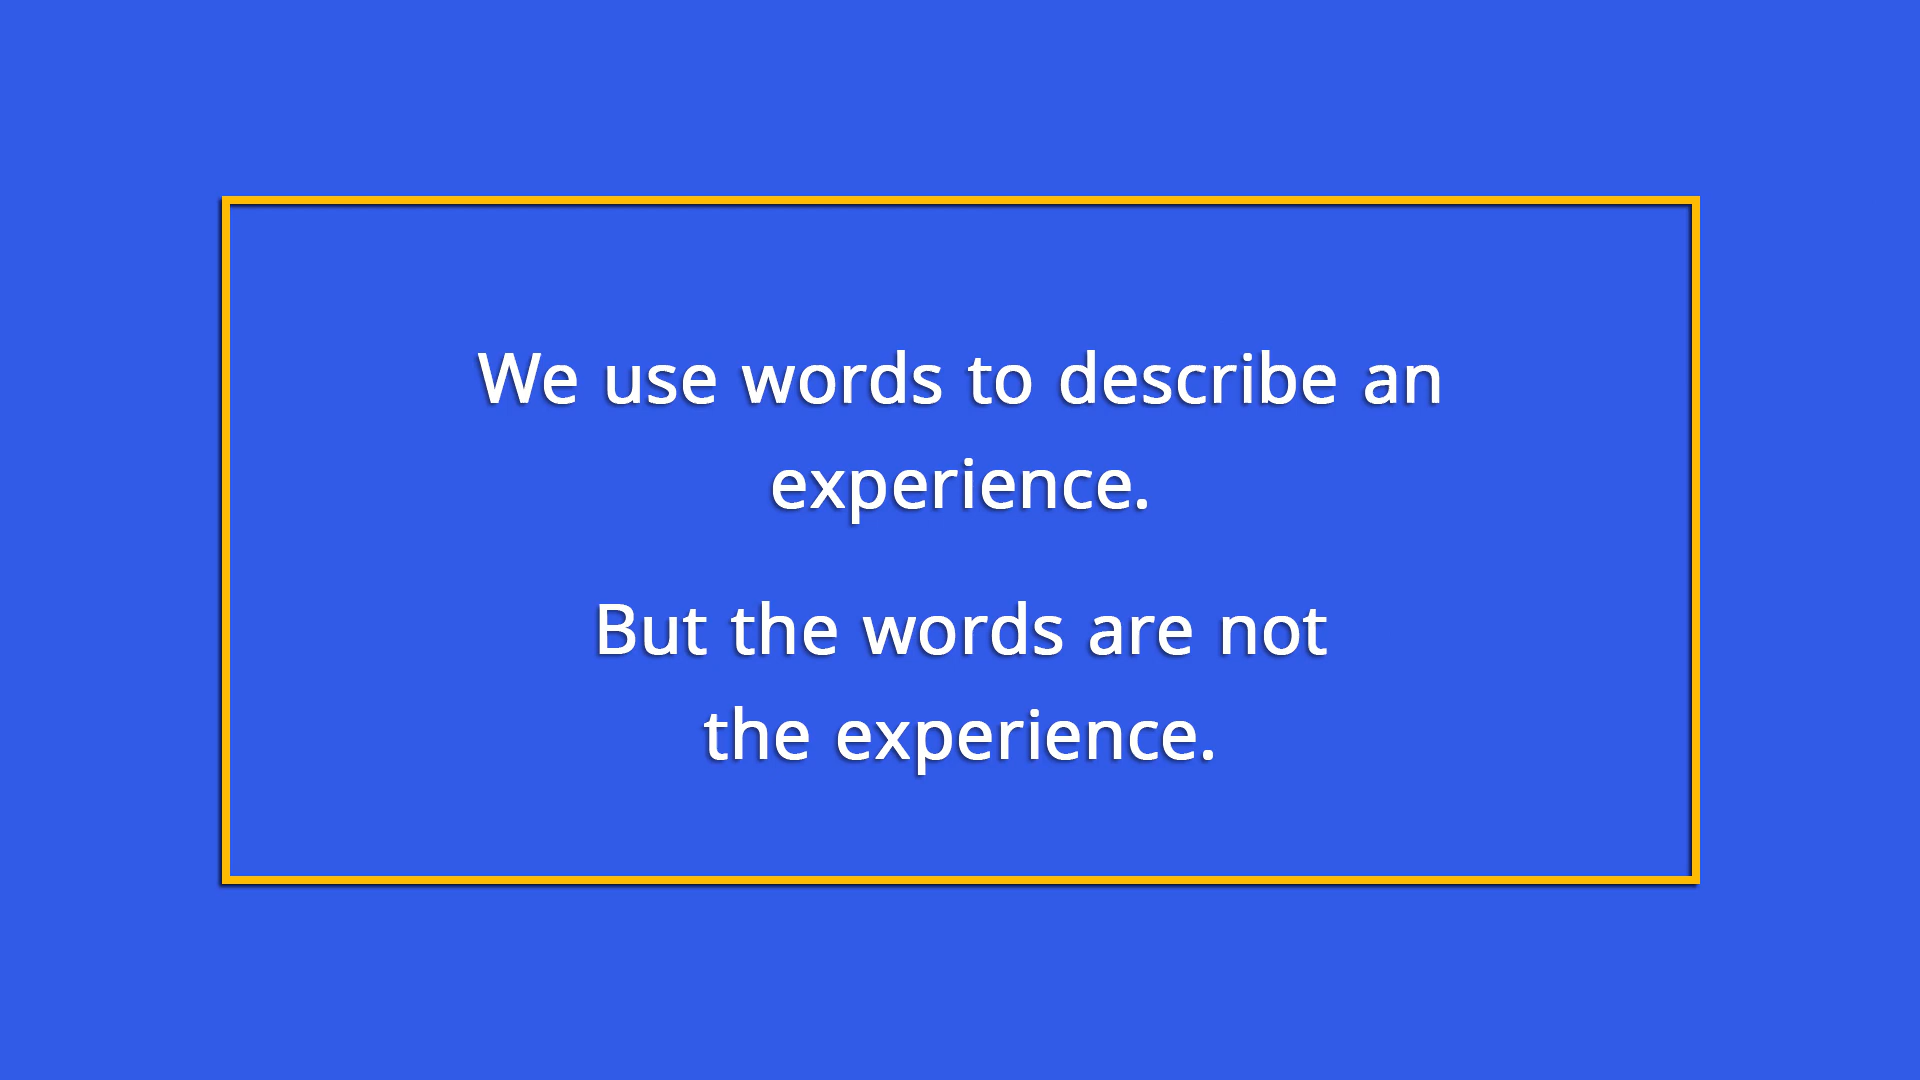 We use words to describe an
experience.
But the words are not
the experience.